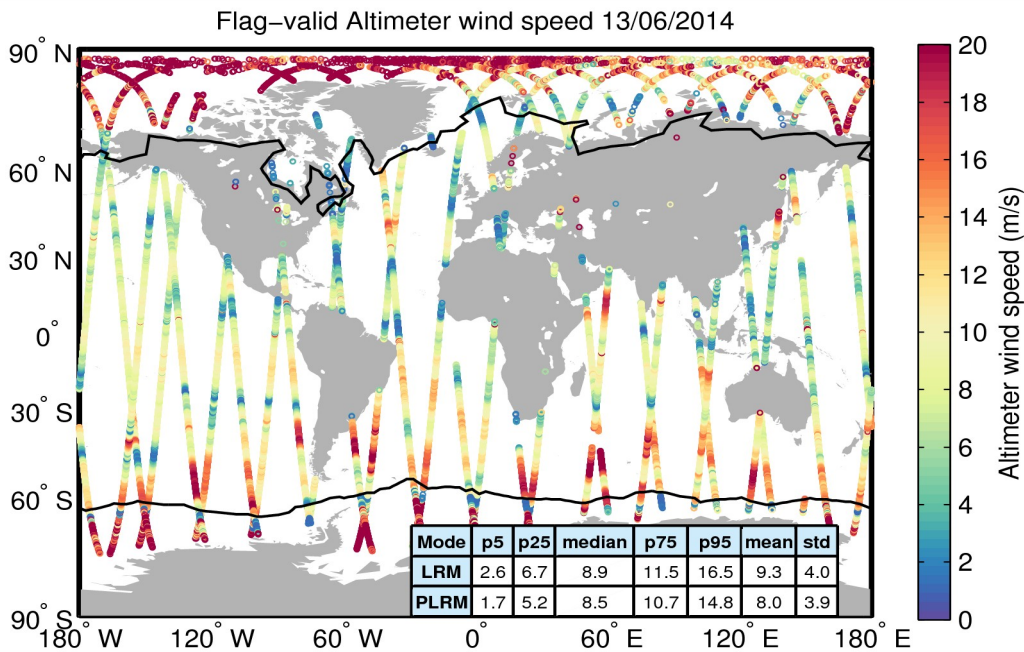 Flag−valid Altimeter wind speed 13/06/2014
90° N
60° N
30° N
0°
30° S
60° S
90° S
180° W
120° W
60° W
0°
60° E
120° E
180° E
Mode p5 p25 median p75 p95 mean std
LRM 2.6 6.7 8.9 11.5 16.5 9.3 4.0
PLRM 1.7 5.2 8.5 10.7 14.8 8.0 3.9
20
18
16
14
12
10
8
6
4
2
0
Altimeter wind speed (m/s)